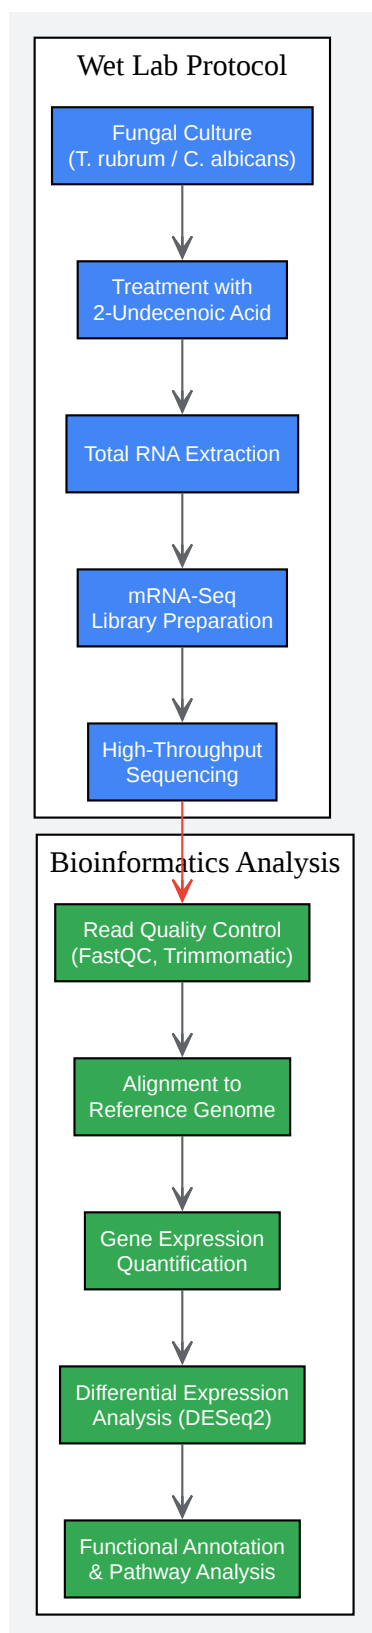 Wet Lab Protocol
Fungal Culture
(T. rubrum / C. albicans)
Treatment with
2-Undecenoic Acid
Total RNA Extraction
mRNA-Seq
Library Preparation
High-Throughput
Sequencing
Bioinformatics Analysis
Read Quality Control
(FastQC, Trimmomatic)
Alignment to
Reference Genome
Gene Expression
Quantification
Differential Expression
Analysis (DESeq2)
Functional Annotation
& Pathway Analysis